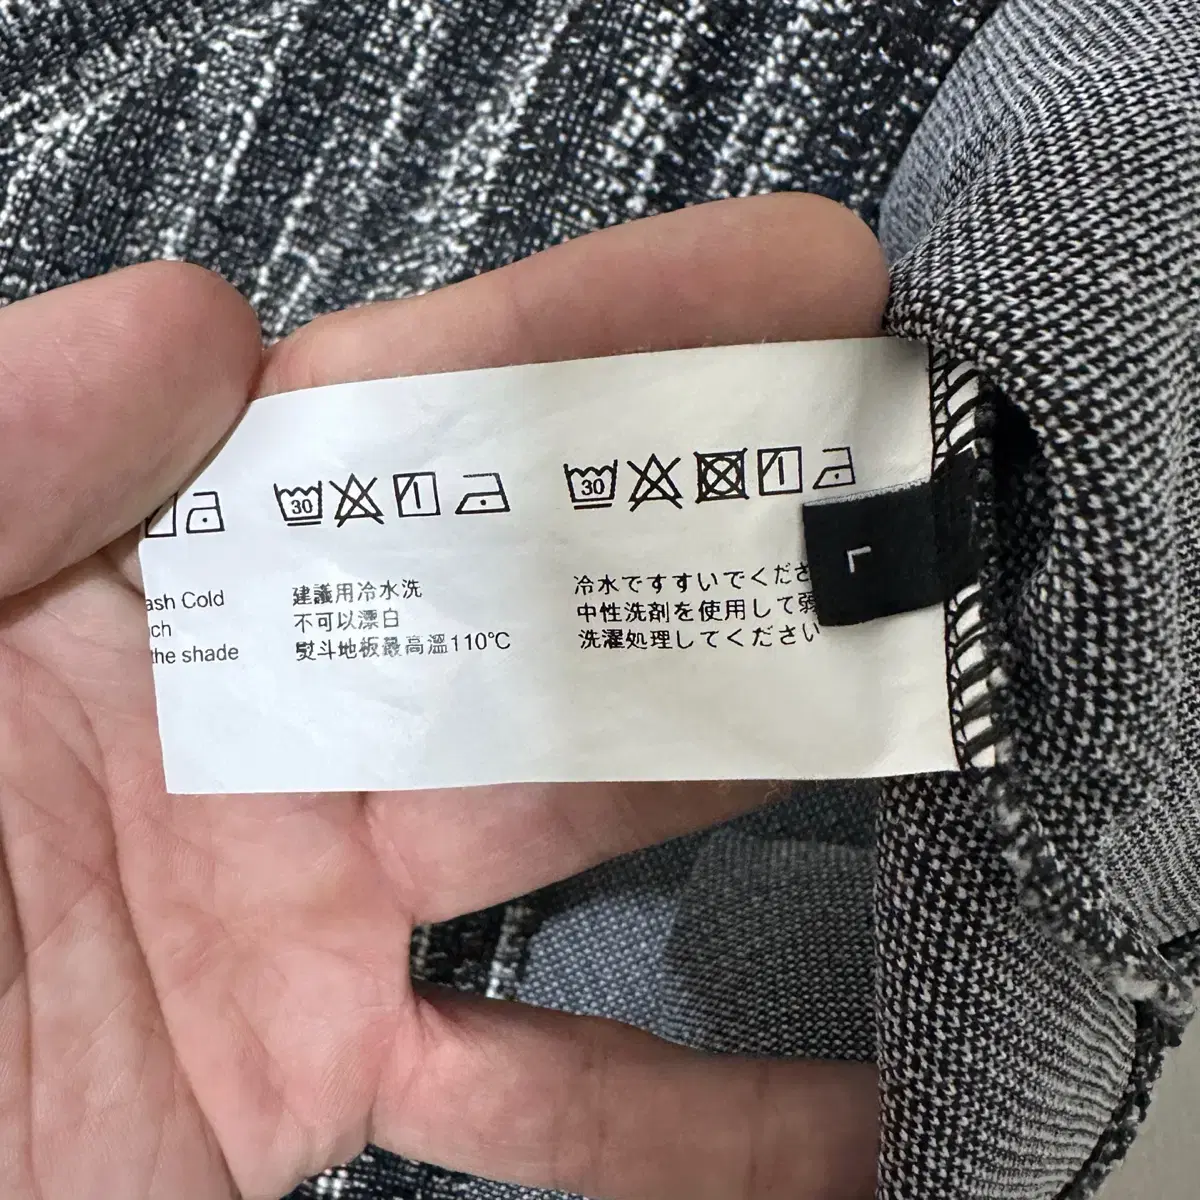 30
30
ash Cold
ch
the shade
建議用冷水洗
不可以漂白
熨斗地板最高溫110℃
冷水ですすいでくださ
中性洗剤を使用して弱
洗濯処理してください
L